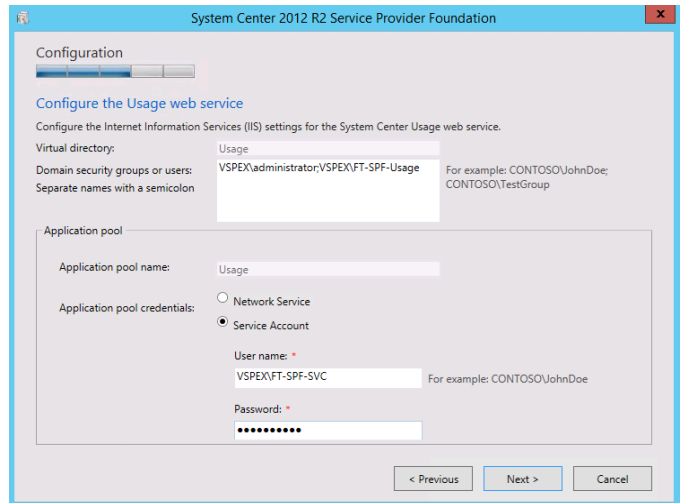 System Center 2012 R2 Service Provider Foundation
x
Configuration
Configure the Usage web service
Configure the Internet Information Services (IIS) settings for the System Center Usage web service.
Virtual directory:
Usage
Domain security groups or users:
Separate names with a semicolon
VSPEX\administrator;VSPEX\FT-SPF-Usage
For example: CONTOSO\JohnDoe;
CONTOSO\TestGroup
Application pool
Application pool name:
Usage
Application pool credentials:
Network Service
Service Account
User name: *
VSPEX\FT-SPF-SVC
For example: CONTOSO\JohnDoe
Password: *
●●●●●●●●●●
< Previous
Next >
Cancel